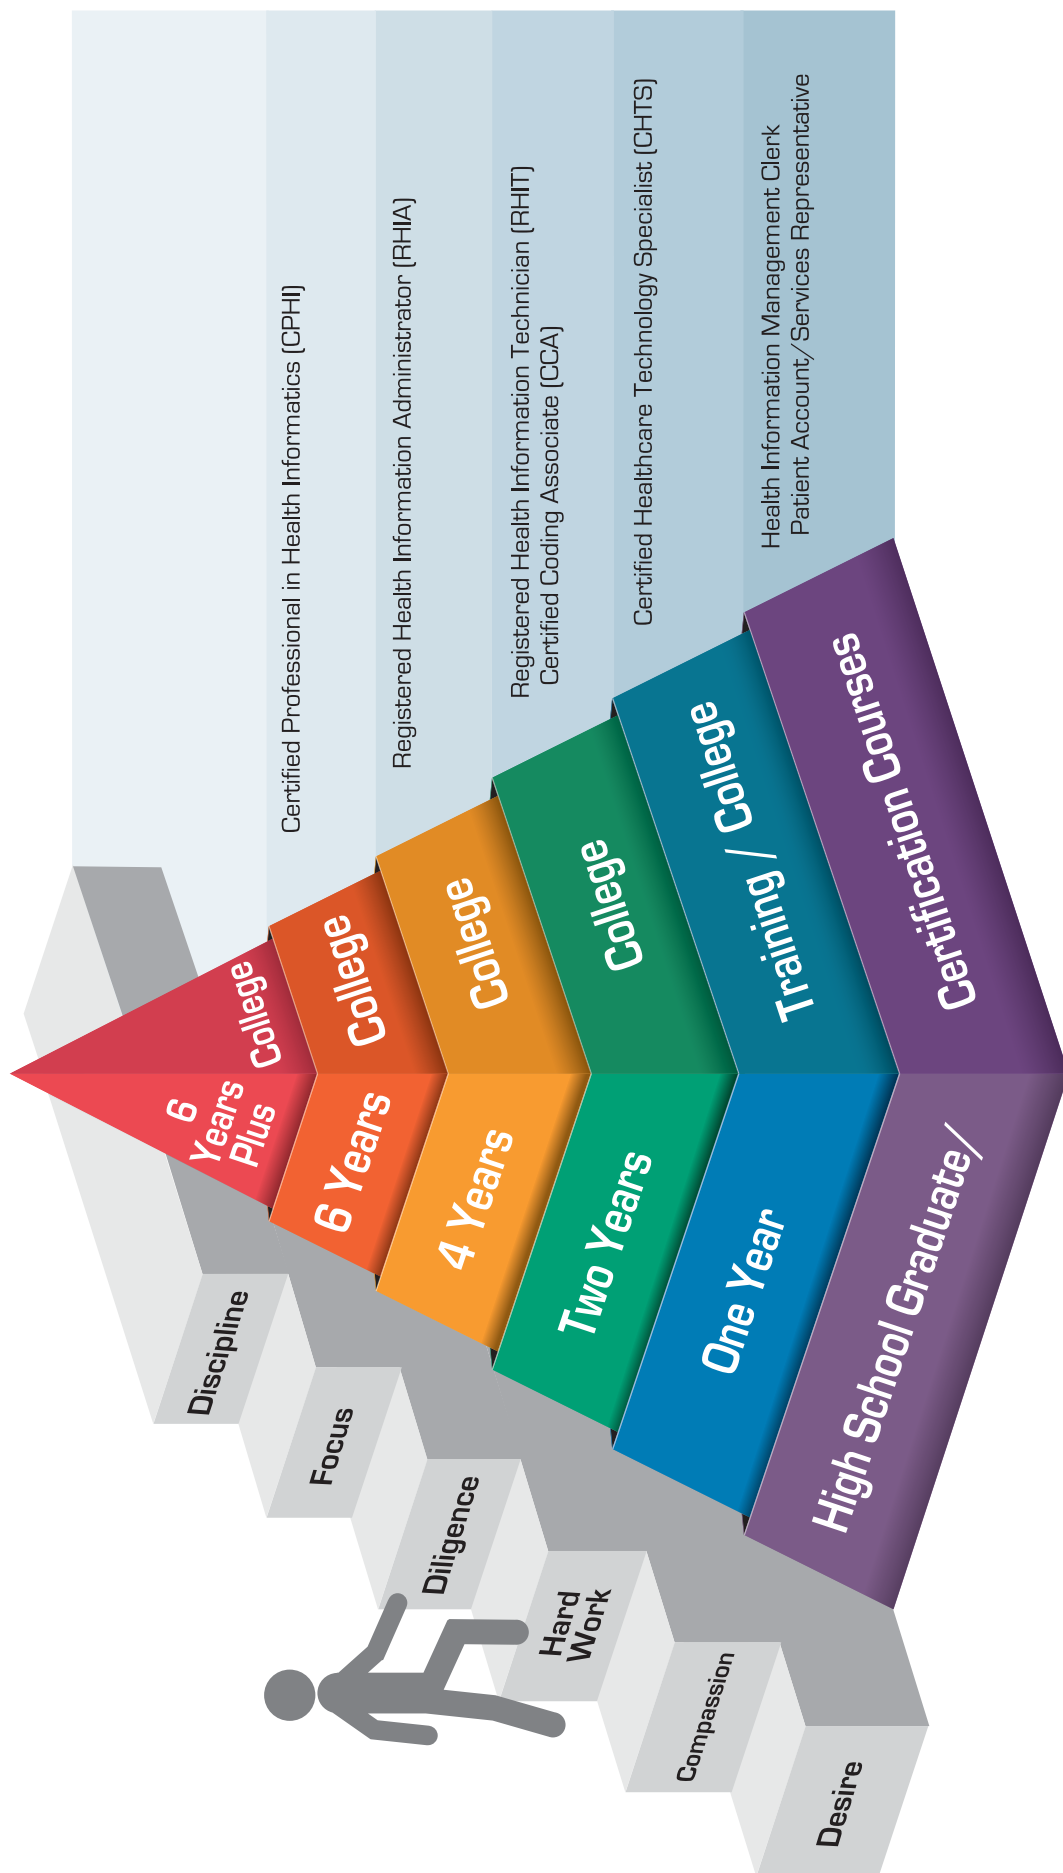 6
Years
Plus
College
Certified Professional in Health Informatics (CPHI)
6 Years
College
Registered Health Information Administrator (RHIA)
4 Years
College
Registered Health Information Technician (RHIT)
Certified Coding Associate (CCA)
Two Years
College
Certified Healthcare Technology Specialist (CHTS)
One Year
Training / College
Health Information Management Clerk
Patient Account/Services Representative
High School Graduate/
Certification Courses
Discipline
Focus
Diligence
Hard
Work
Compassion
Desire